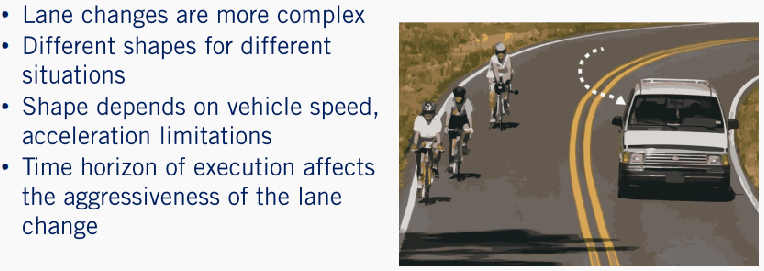 • Lane changes are more complex
• Different shapes for different
situations
• Shape depends on vehicle speed,
acceleration limitations
• Time horizon of execution affects
the aggressiveness of the lane
change